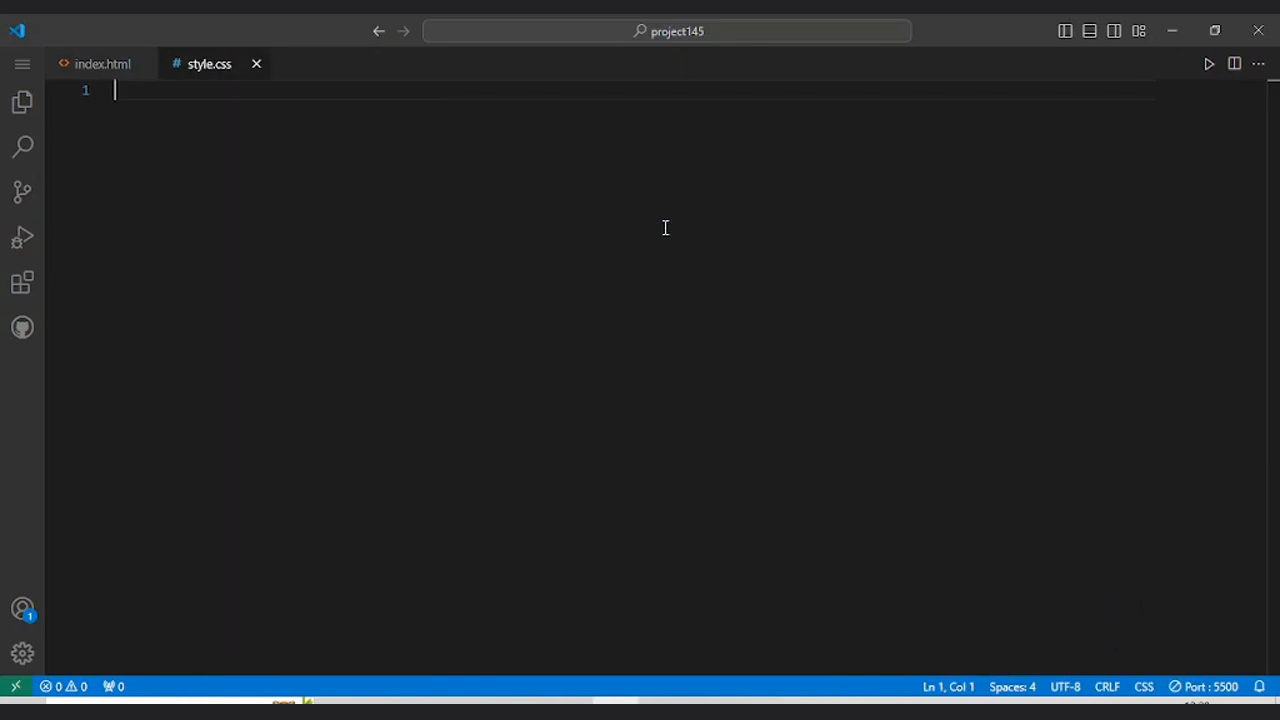 project145
index.html
style.css
1
1
0 0 0
Ln 1, Col 1 Spaces: 4 UTF-8 CRLF CSS Port : 5500